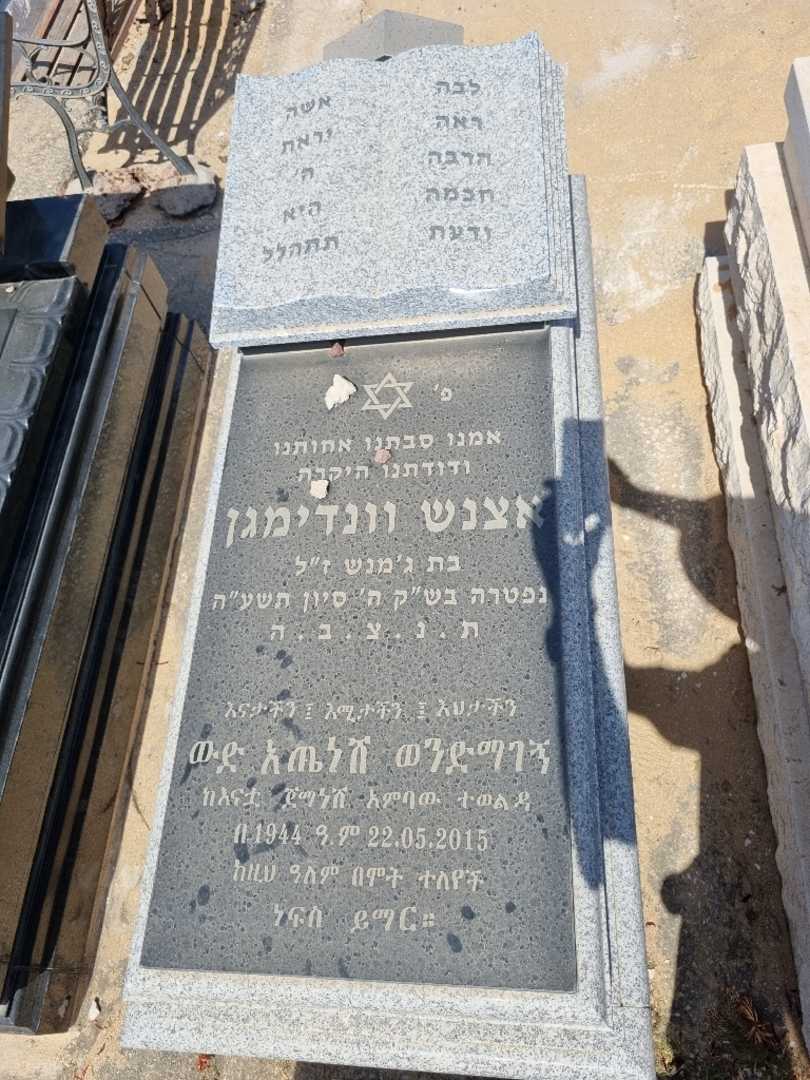 לבה
ראה
הרבה
חכמה
ודעת
אשה
יראת
ה'
היא
תתהלל
פ'
אמנו סבתנו אחותנו
ודודתנו היקרה
אצנש וונדימגן
בת ג'מנש ז"ל
נפטרה בש"ק ה' סיון תשע"ה
ת . נ . צ . ב . ה
እናታችን ፤ እሚታችን ፤ እህታችን
ውድ አጤነሽ ወንድማገኝ
ከእናቷ ጀማነሽ አምባው ተወልዳ
በ1944 ዓ.ም 22.05.2015
ከዚህ ዓለም በሞት ተለየች
ነፍስ ይማር።